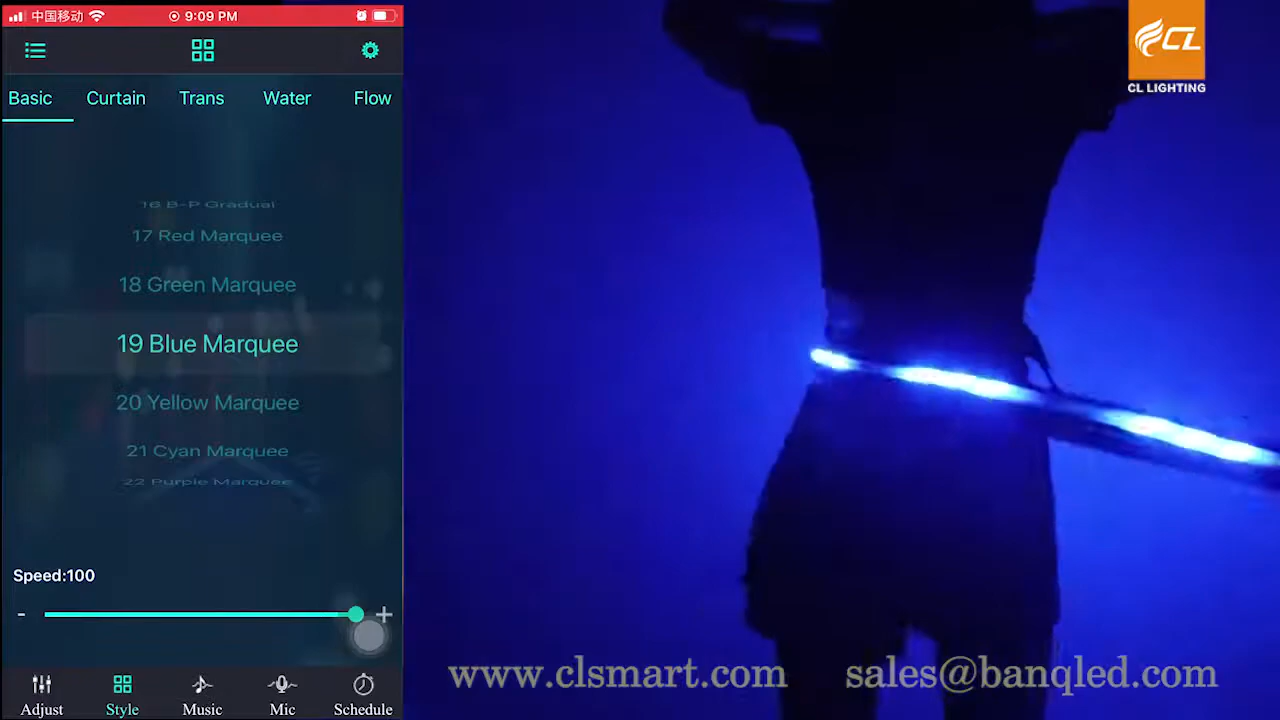 中国移动 9:09 PM
Basic Curtain Trans Water Flow
16 B-P Gradual
17 Red Marquee
18 Green Marquee
19 Blue Marquee
20 Yellow Marquee
21 Cyan Marquee
22 Purple Marquee
Speed:100
- +
Adjust Style Music Mic Schedule
CL
CL LIGHTING
www.clsmart.com sales@banqled.com